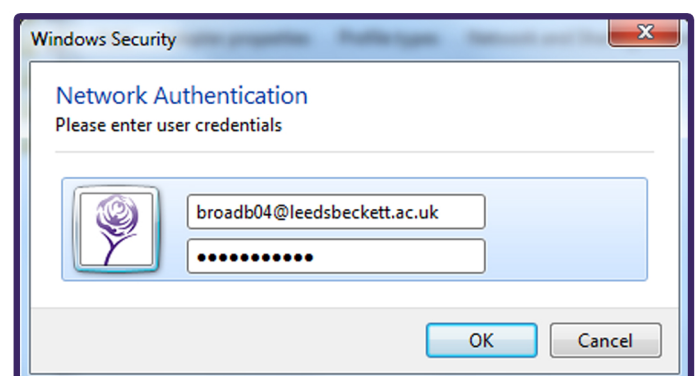 Windows Security
Network Authentication
Please enter user credentials
broadb04@leedsbeckett.ac.uk
•••••••••••
OK Cancel